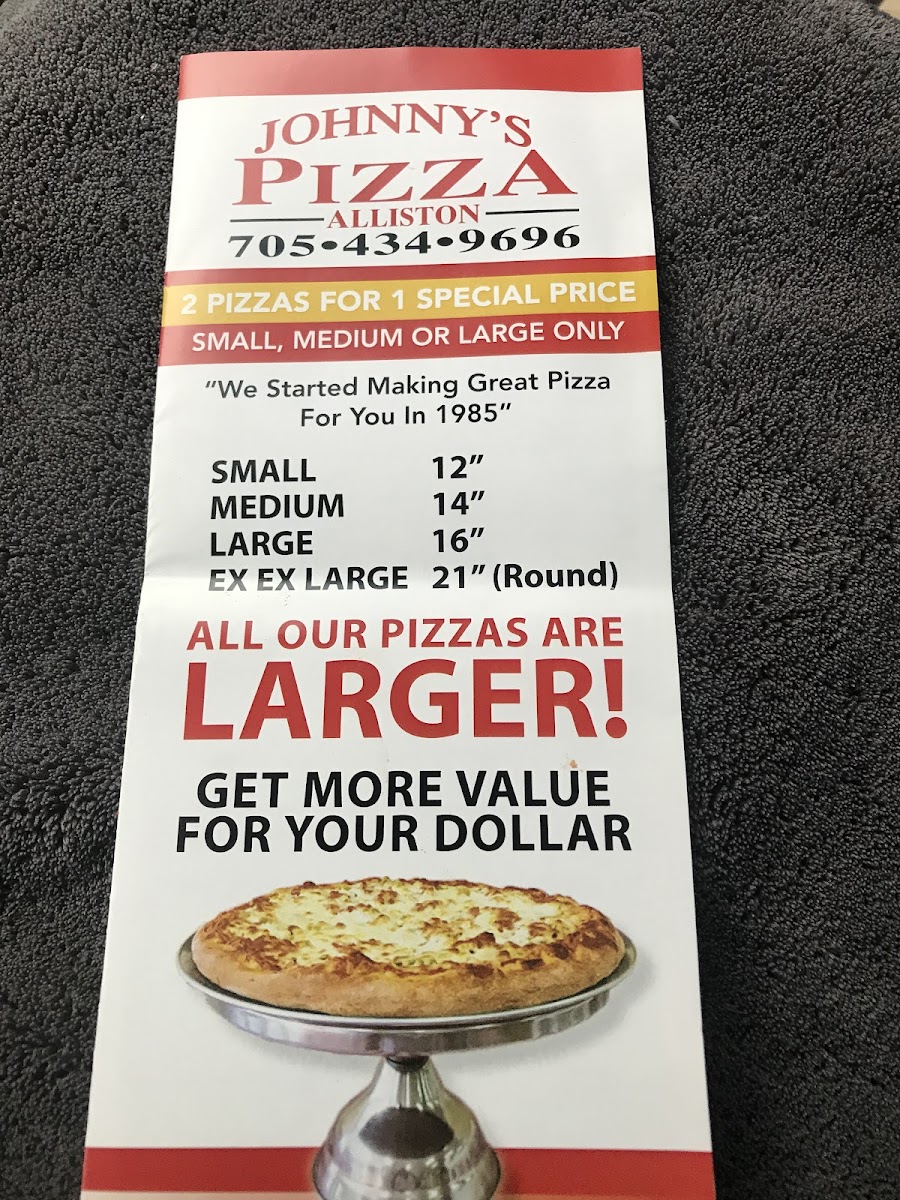 JOHNNY'S
PIZZA
ALLISTON
705•434•9696
2 PIZZAS FOR 1 SPECIAL PRICE
SMALL, MEDIUM OR LARGE ONLY
"We Started Making Great Pizza
For You In 1985"
SMALL 12"
MEDIUM 14"
LARGE 16"
EX EX LARGE 21" (Round)
ALL OUR PIZZAS ARE
LARGER!
GET MORE VALUE
FOR YOUR DOLLAR